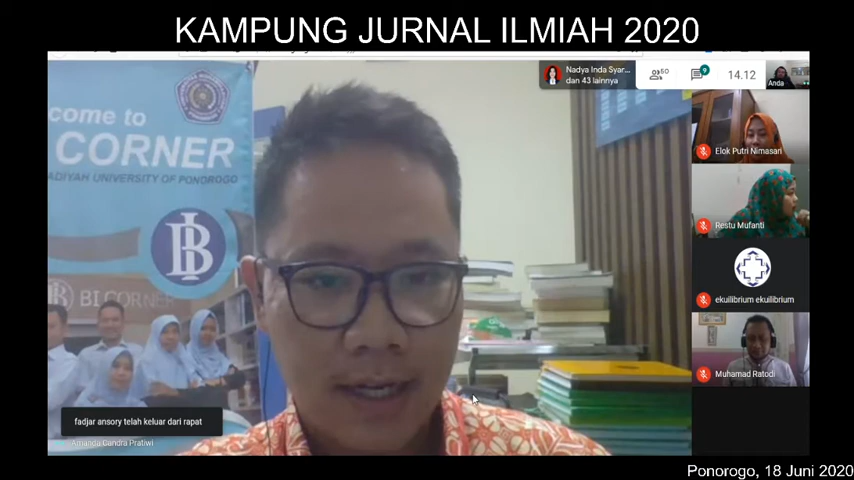 KAMPUNG JURNAL ILMIAH 2020
Nadya Inda Syar...
dan 43 lainnya
50
9
14.12
Anda
come to
CORNER
ADIYAH UNIVERSITY OF PONOROGO
BI
BI CORNER
Elok Putri Nimasari
Restu Mufanti
ekuilibrium ekuilibrium
Muhamad Ratodi
fadjar ansory telah keluar dari rapat
Amanda Candra Pratiwi
Ponorogo, 18 Juni 2020